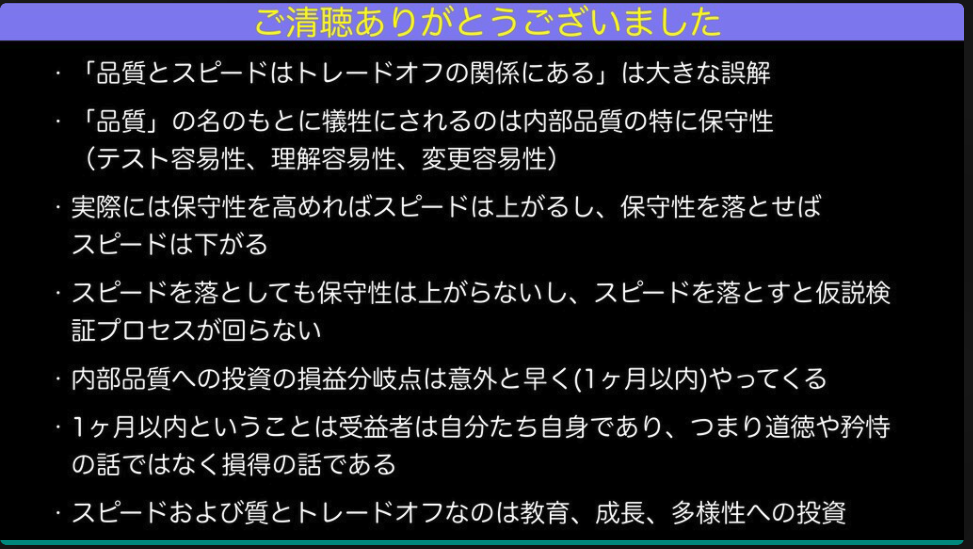 ご清聴ありがとうございました
・「品質とスピードはトレードオフの関係にある」は大きな誤解
・「品質」の名のもとに犠牲にされるのは内部品質の特に保守性
（テスト容易性、理解容易性、変更容易性）
・実際には保守性を高めればスピードは上がるし、保守性を落とせば
スピードは下がる
・スピードを落としても保守性は上がらないし、スピードを落とすと仮説検
証プロセスが回らない
・内部品質への投資の損益分岐点は意外と早く(1ヶ月以内)やってくる
・1ヶ月以内ということは受益者は自分たち自身であり、つまり道徳や矜恃
の話ではなく損得の話である
・スピードおよび質とトレードオフなのは教育、成長、多様性への投資